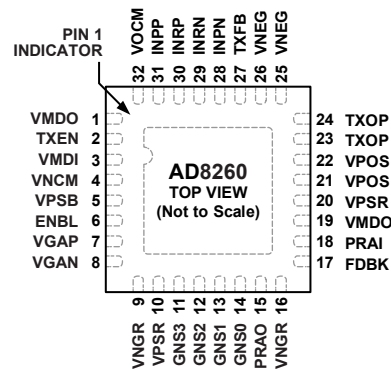 PIN 1
INDICATOR
32 VOCM
31 INPP
30 INRP
29 INRN
28 INPN
27 TXFB
26 VNEG
25 VNEG
VMDO 1
TXEN 2
VMDI 3
VNCM 4
VPSB 5
ENBL 6
VGAP 7
VGAN 8
AD8260
TOP VIEW
(Not to Scale)
24 TXOP
23 TXOP
22 VPOS
21 VPOS
20 VPSR
19 VMDO
18 PRAI
17 FDBK
VNGR 9
VPSR 10
GNS3 11
GNS2 12
GNS1 13
GNS0 14
PRAO 15
VNGR 16